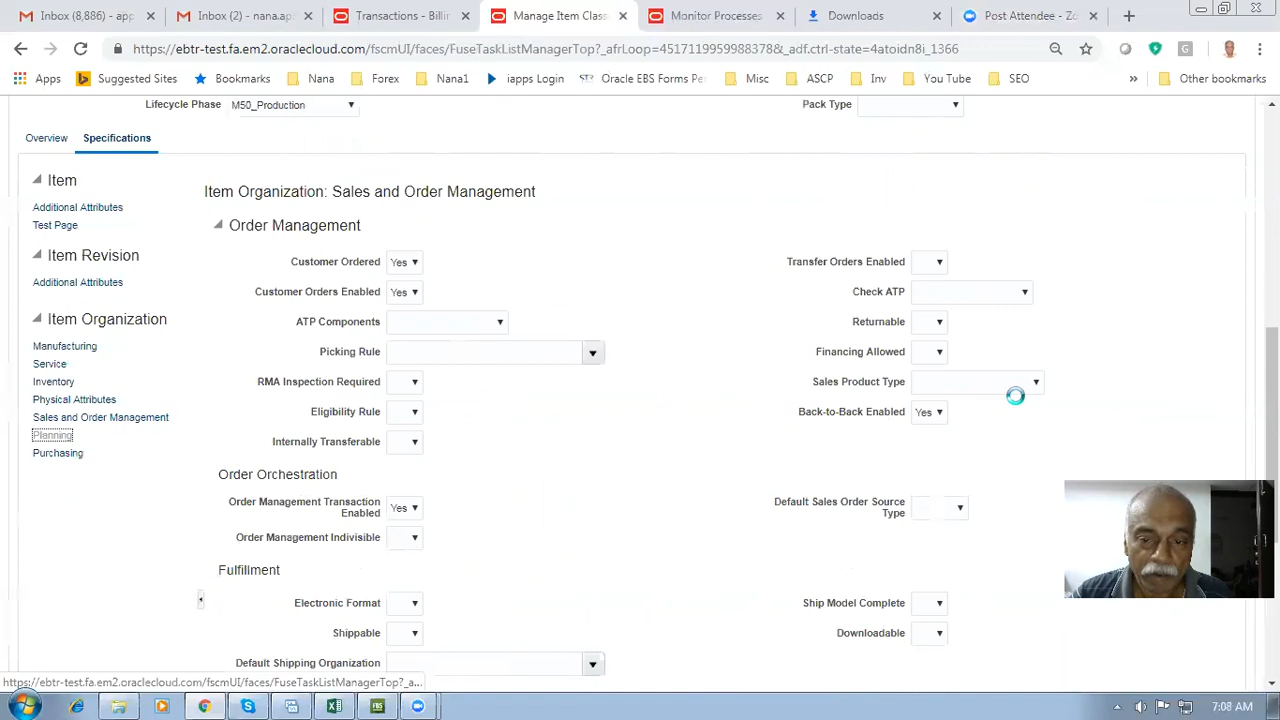 Inbox (6,886) - app
Inbox (2) - nana.aps
Transactions - Billin
Manage Item Class
Monitor Processes
Downloads
Post Attendee - Zo
https://ebtr-test.fa.em2.oraclecloud.com/fscmUI/faces/FuseTaskListManagerTop?_afrLoop=45171199599883788&_adf.ctrl-state=4atoidn8i_1366
Apps
Suggested Sites
Bookmarks
Nana
Forex
Nana1
iapps Login
Oracle EBS Forms Pe
Misc
ASCP
Inv
You Tube
SEO
Other bookmarks
Lifecycle Phase M50_Production
Pack Type
Overview
Specifications
Item
Additional Attributes
Test Page
Item Revision
Additional Attributes
Item Organization
Manufacturing
Service
Inventory
Physical Attributes
Sales and Order Management
Planning
Purchasing
Item Organization: Sales and Order Management
Order Management
Customer Ordered Yes
Transfer Orders Enabled
Customer Orders Enabled Yes
Check ATP
ATP Components
Returnable
Picking Rule
Financing Allowed
RMA Inspection Required
Sales Product Type
Eligibility Rule
Back-to-Back Enabled Yes
Internally Transferable
Order Orchestration
Order Management Transaction
Enabled
Yes
Default Sales Order Source
Type
Order Management Indivisible
Fulfillment
Electronic Format
Ship Model Complete
Shippable
Downloadable
Default Shipping Organization
https://ebtr-test.fa.em2.oraclecloud.com/fscmUI/faces/FuseTaskListManagerTop?_a...
7:08 AM